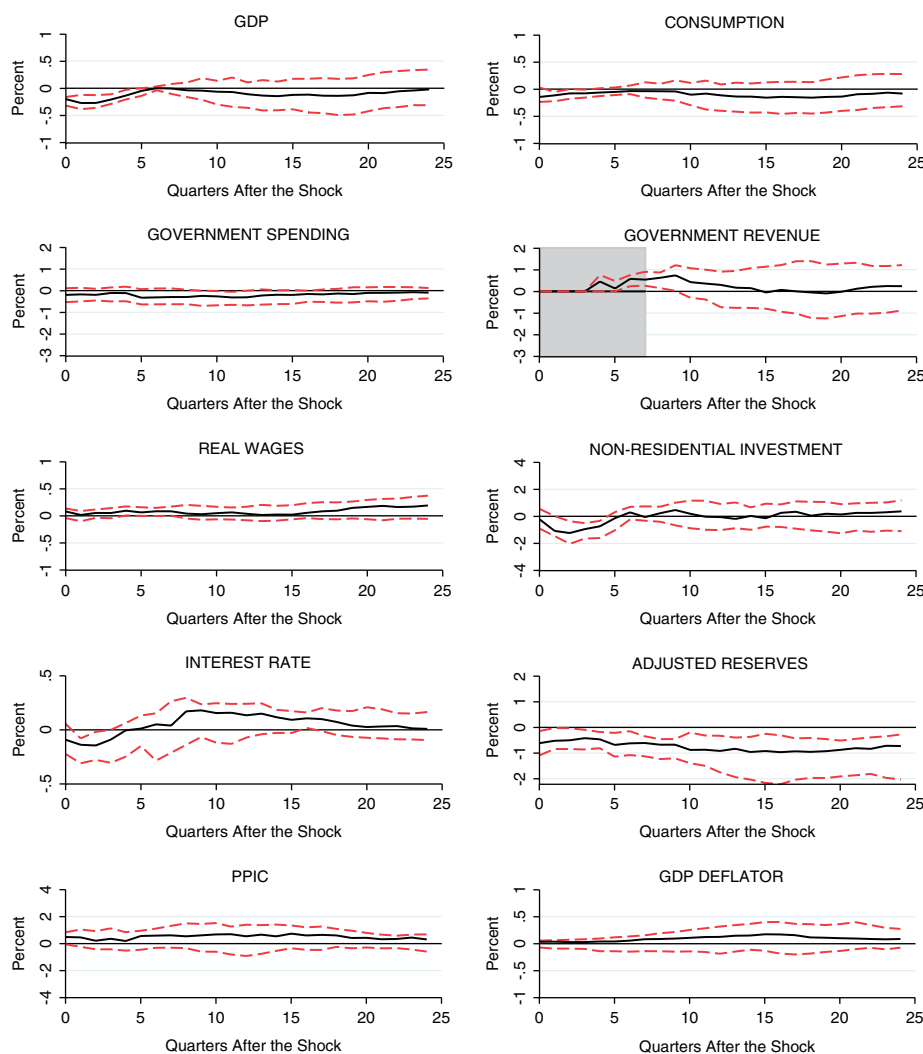 GDP
Percent
1
.5
0
-.5
-1
0 5 10 15 20 25
Quarters After the Shock
CONSUMPTION
Percent
1
.5
0
-.5
-1
0 5 10 15 20 25
Quarters After the Shock
GOVERNMENT SPENDING
Percent
2
1
0
-1
-2
-3
0 5 10 15 20 25
Quarters After the Shock
GOVERNMENT REVENUE
Percent
2
1
0
-1
-2
-3
0 5 10 15 20 25
Quarters After the Shock
REAL WAGES
Percent
1
.5
0
-.5
-1
0 5 10 15 20 25
Quarters After the Shock
NON-RESIDENTIAL INVESTMENT
Percent
4
2
0
-2
-4
0 5 10 15 20 25
Quarters After the Shock
INTEREST RATE
Percent
.5
0
-.5
0 5 10 15 20 25
Quarters After the Shock
ADJUSTED RESERVES
Percent
2
1
0
-1
-2
0 5 10 15 20 25
Quarters After the Shock
PPIC
Percent
4
2
0
-2
-4
0 5 10 15 20 25
Quarters After the Shock
GDP DEFLATOR
Percent
1
.5
0
-.5
-1
0 5 10 15 20 25
Quarters After the Shock